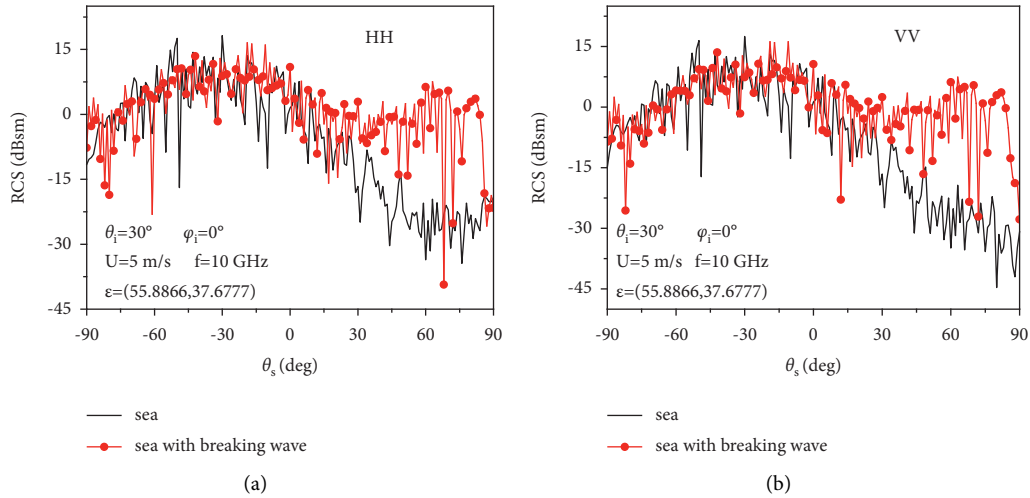 HH
RCS (dBsm)
15
0
-15
-30
-45
θi=30° φi=0°
U=5 m/s f=10 GHz
ε=(55.8866,37.6777)
-90 -60 -30 0 30 60 90
θs (deg)
sea
sea with breaking wave
(a)
VV
RCS (dBsm)
15
0
-15
-30
-45
θi=30° φi=0°
U=5 m/s f=10 GHz
ε=(55.8866,37.6777)
-90 -60 -30 0 30 60 90
θs (deg)
sea
sea with breaking wave
(b)